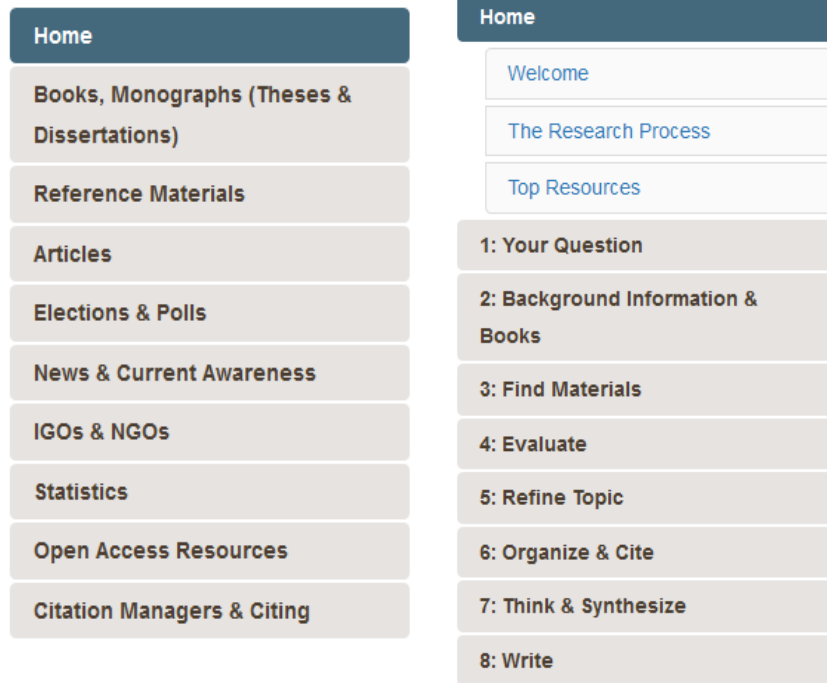 Home
Books, Monographs (Theses &
Dissertations)
Reference Materials
Articles
Elections & Polls
News & Current Awareness
IGOs & NGOs
Statistics
Open Access Resources
Citation Managers & Citing
Home
Welcome
The Research Process
Top Resources
1: Your Question
2: Background Information &
Books
3: Find Materials
4: Evaluate
5: Refine Topic
6: Organize & Cite
7: Think & Synthesize
8: Write